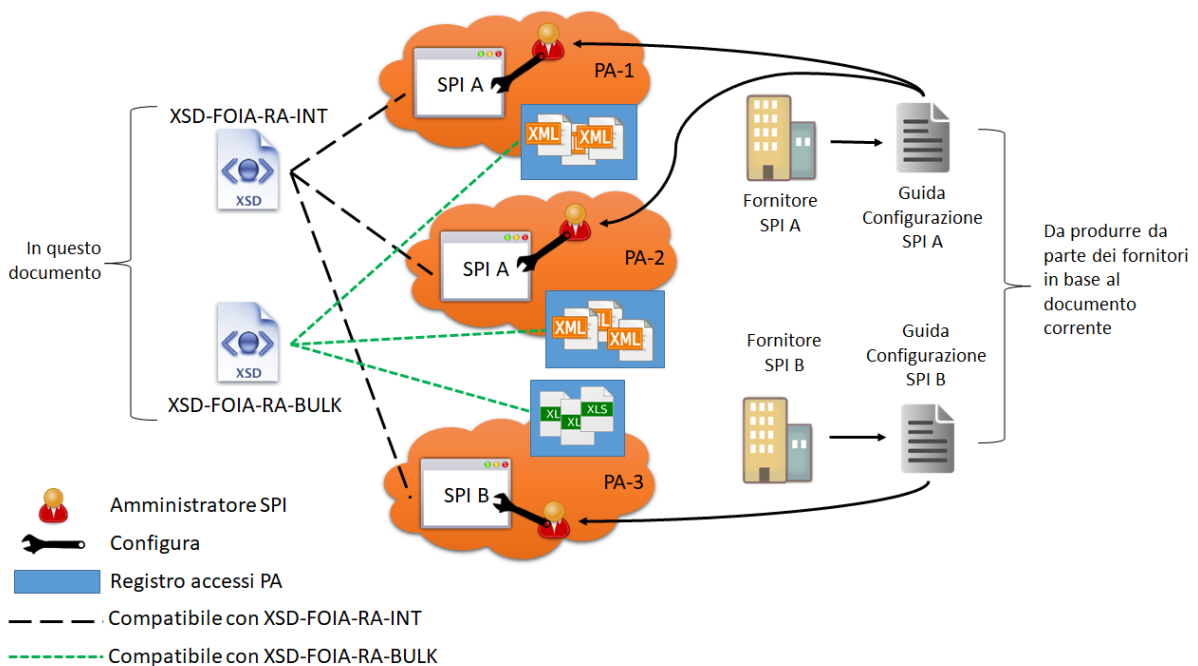 XSD-FOIA-RA-INT
XSD
In questo
documento
XSD
XSD-FOIA-RA-BULK
SPI A
PA-1
XML
XML
SPI A
PA-2
XML
XML
XML
XLS
SPI B
PA-3
Fornitore
SPI A
Guida
Configurazione
SPI A
Fornitore
SPI B
Guida
Configurazione
SPI B
Da produrre da
parte dei fornitori
in base al
documento
corrente
Amministratore SPI
Configura
Registro accessi PA
Compatibile con XSD-FOIA-RA-INT
Compatibile con XSD-FOIA-RA-BULK